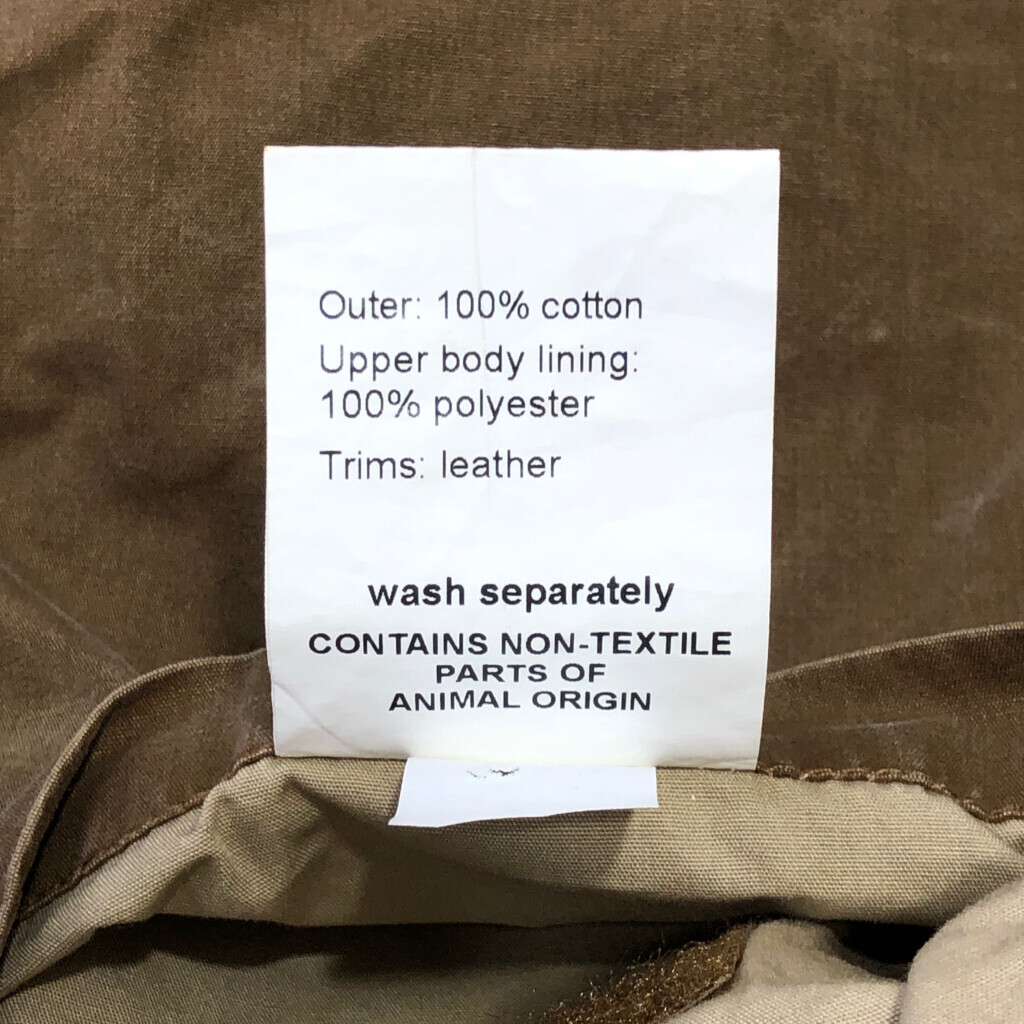 Outer: 100% cotton
Upper body lining:
100% polyester
Trims: leather
wash separately
CONTAINS NON-TEXTILE
PARTS OF
ANIMAL ORIGIN